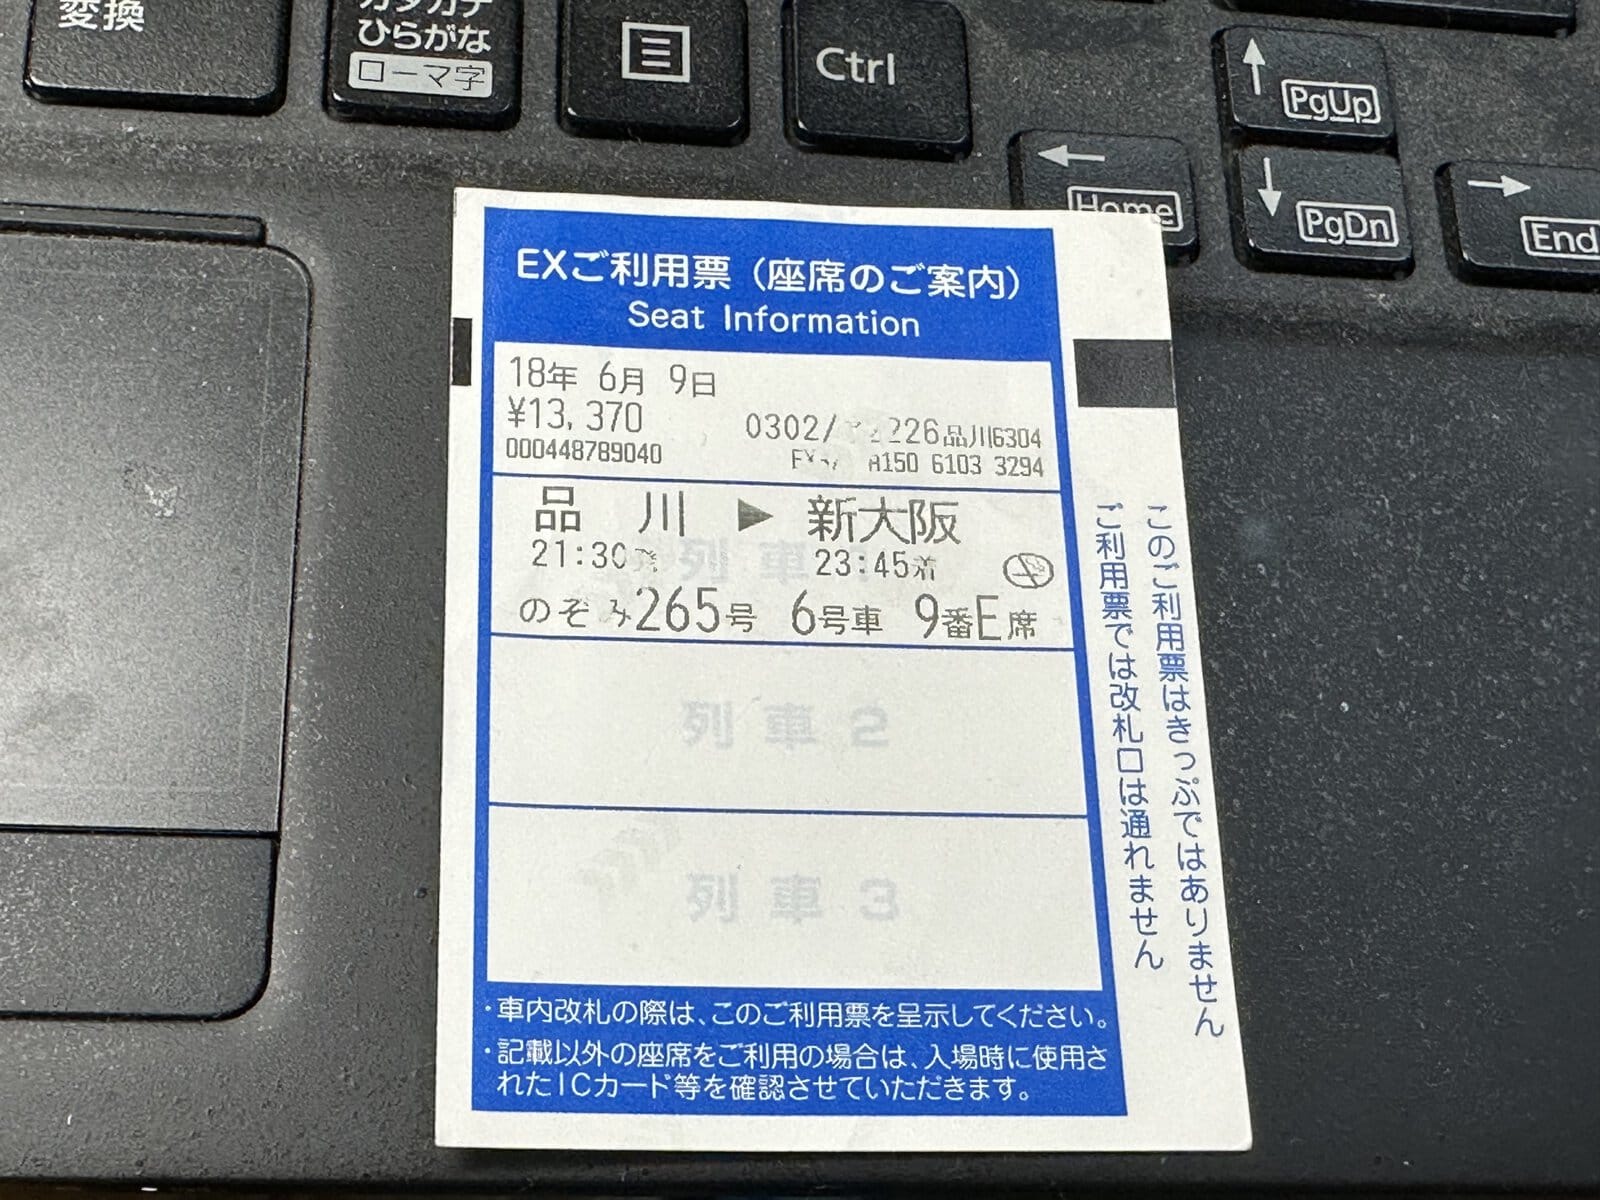 変換
カタカナ
ひらがな
ローマ字
Ctrl
PgUp
Home
PgDn
End
EXご利用票（座席のご案内）
Seat Information
18年 6月 9日
¥13,370
0302/ 226品川6304
000448789040
A150 6103 3294
品 川 ▶ 新大阪
21:30発 列車1 23:45着
のぞみ265号 6号車 9番E席
列車2
列車3
・車内改札の際は、このご利用票を呈示してください。
・記載以外の座席をご利用の場合は、入場時に使用さ
れたICカード等を確認させていただきます。
このご利用票はきっぷではありません
ご利用票では改札口は通れません